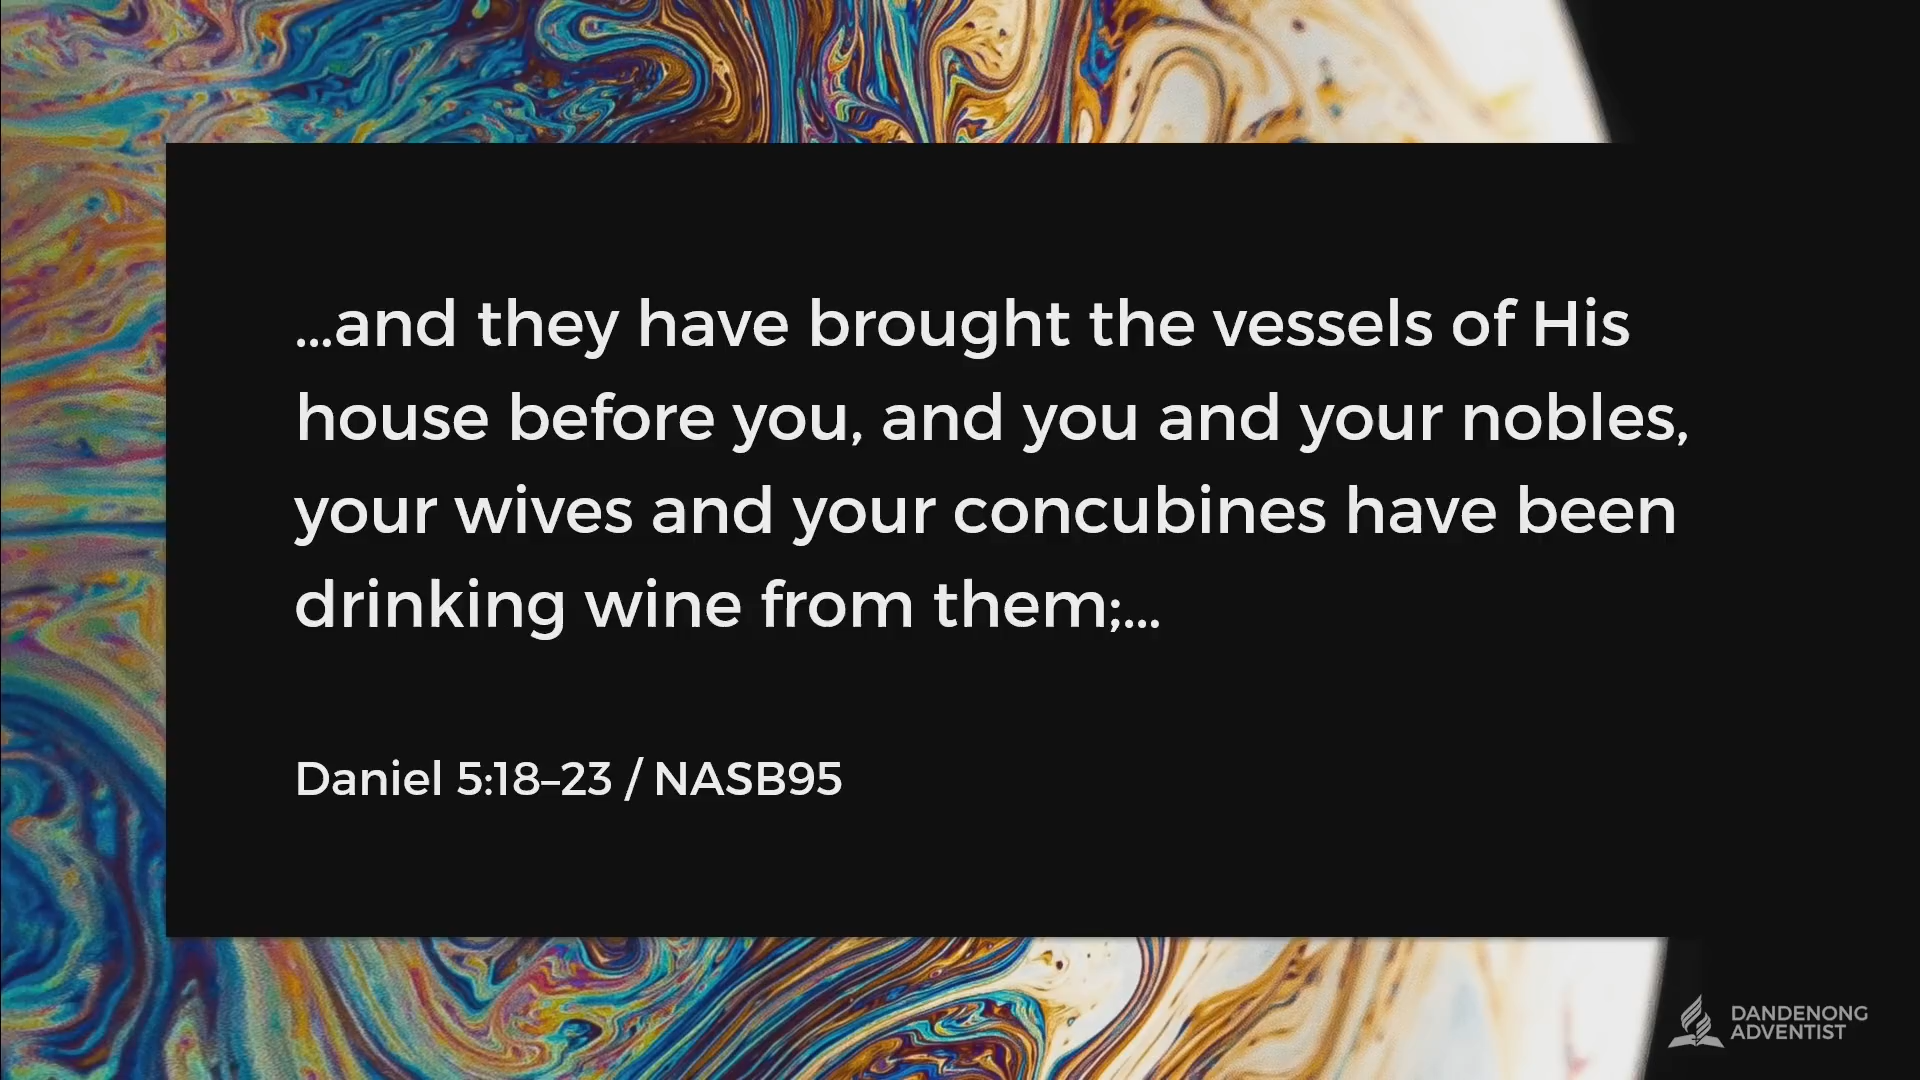 ...and they have brought the vessels of His
house before you, and you and your nobles,
your wives and your concubines have been
drinking wine from them;...
Daniel 5:18–23 / NASB95
DANDENONG
ADVENTIST